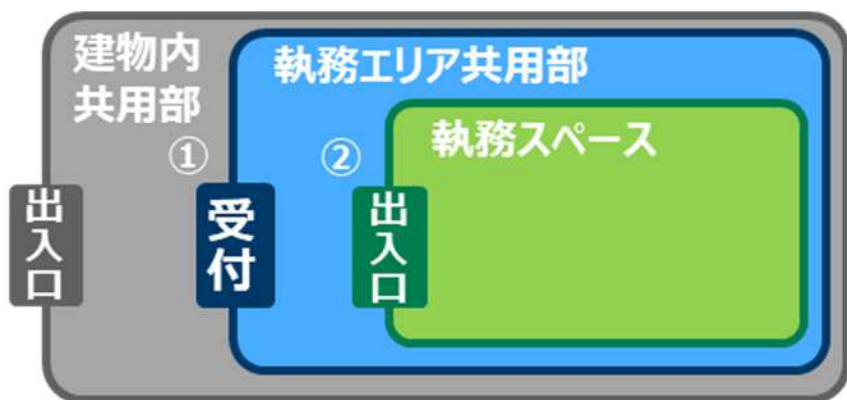 建物内
共用部
執務エリア共用部
執務スペース
①
②
出入口
受付
出入口